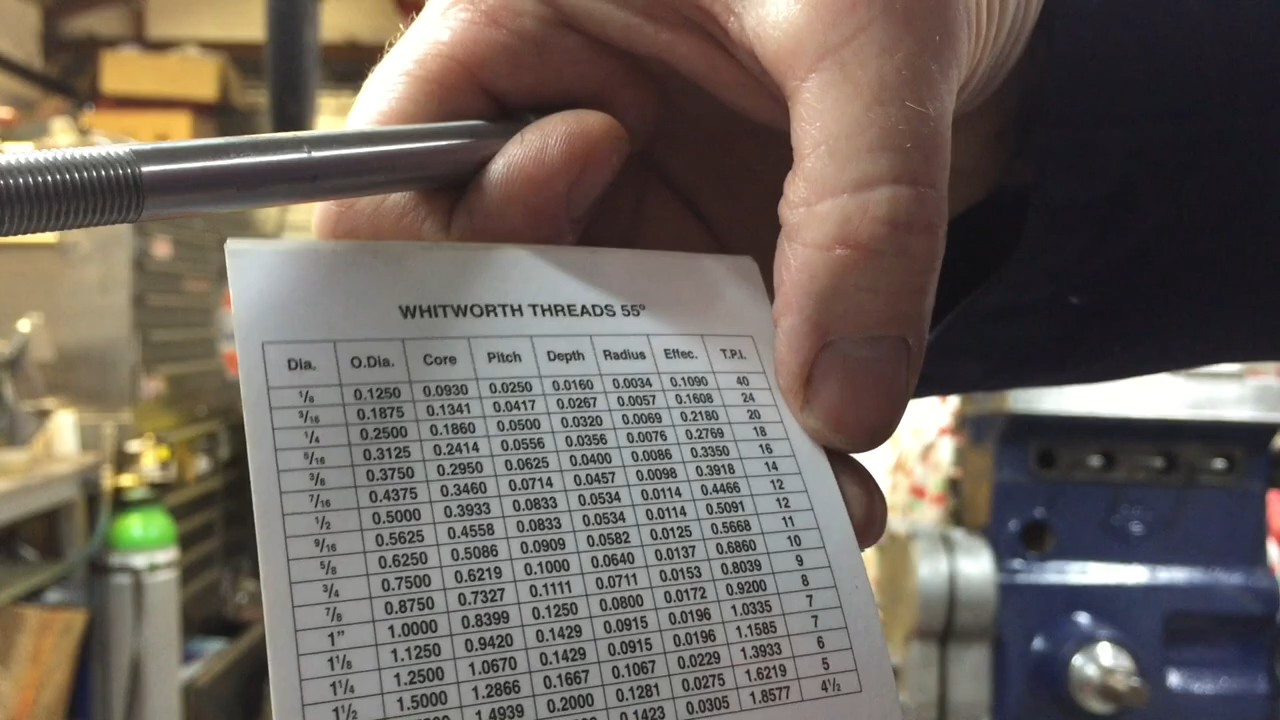 WHITWORTH THREADS 55°
Dia. O.Dia. Core Pitch Depth Radius Effec. T.P.I.
1/8 0.1250 0.0930 0.0250 0.0160 0.0034 0.1090 40
3/16 0.1875 0.1341 0.0417 0.0267 0.0057 0.1608 24
1/4 0.2500 0.1860 0.0500 0.0320 0.0069 0.2180 20
5/16 0.3125 0.2414 0.0556 0.0356 0.0076 0.2769 18
3/8 0.3750 0.2950 0.0625 0.0400 0.0086 0.3350 16
7/16 0.4375 0.3460 0.0714 0.0457 0.0098 0.3918 14
1/2 0.5000 0.3933 0.0833 0.0534 0.0114 0.4466 12
9/16 0.5625 0.4558 0.0833 0.0534 0.0114 0.5091 12
5/8 0.6250 0.5086 0.0909 0.0582 0.0125 0.5668 11
3/4 0.7500 0.6219 0.1000 0.0640 0.0137 0.6860 10
7/8 0.8750 0.7327 0.1111 0.0711 0.0153 0.8039 9
1" 1.0000 0.8399 0.1250 0.0800 0.0172 0.9200 8
1 1/8 1.1250 0.9420 0.1429 0.0915 0.0196 1.0335 7
1 1/4 1.2500 1.0670 0.1429 0.0915 0.0196 1.1585 7
1 1/2 1.5000 1.2866 0.1667 0.1067 0.0229 1.3933 6
1.4939 0.2000 0.1281 0.0275 1.6219 5
0.1423 0.0305 1.8577 4 1/2